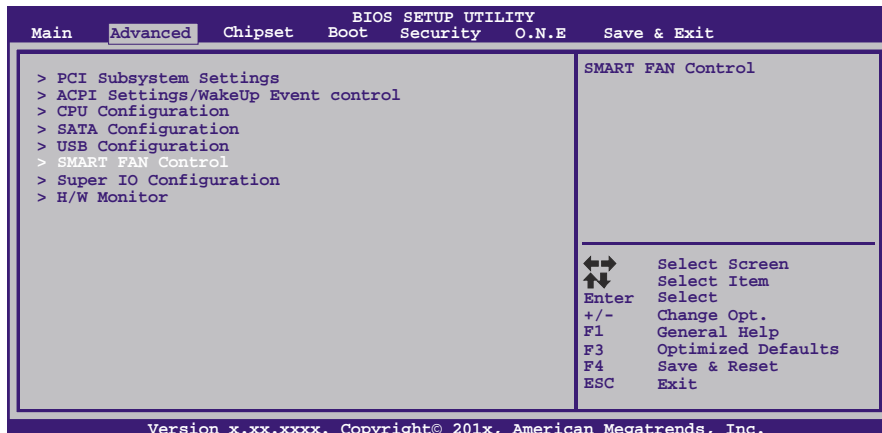 BIOS SETUP UTILITY
Main Advanced Chipset Boot Security O.N.E Save & Exit
> PCI Subsystem Settings
> ACPI Settings/WakeUp Event control
> CPU Configuration
> SATA Configuration
> USB Configuration
> SMART FAN Control
> Super IO Configuration
> H/W Monitor
SMART FAN Control
Select Screen
Select Item
Enter Select
+/- Change Opt.
F1 General Help
F3 Optimized Defaults
F4 Save & Reset
ESC Exit
Version x.xx.xxxx. Copyright© 201x, American Megatrends, Inc.